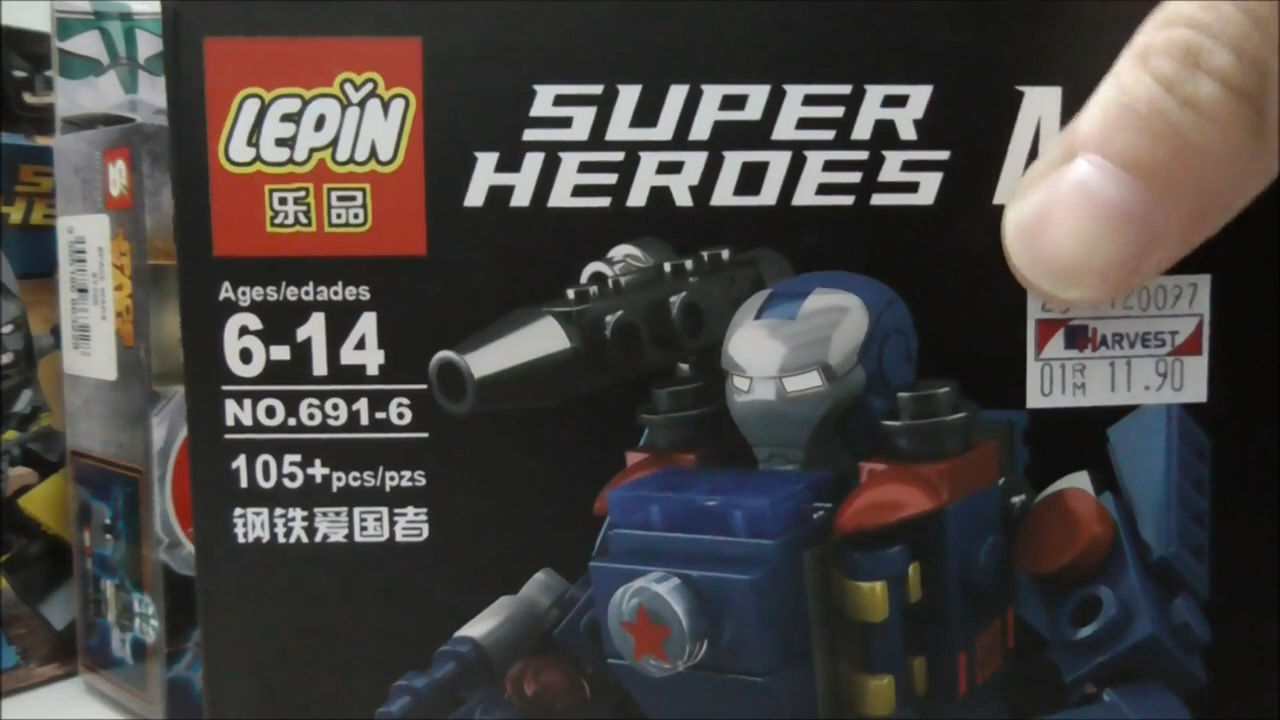 LEPIN
乐品
SUPER
HEROES
Ages/edades
6-14
NO.691-6
105+pcs/pzs
钢铁爱国者
HARVEST
01RM 11.90